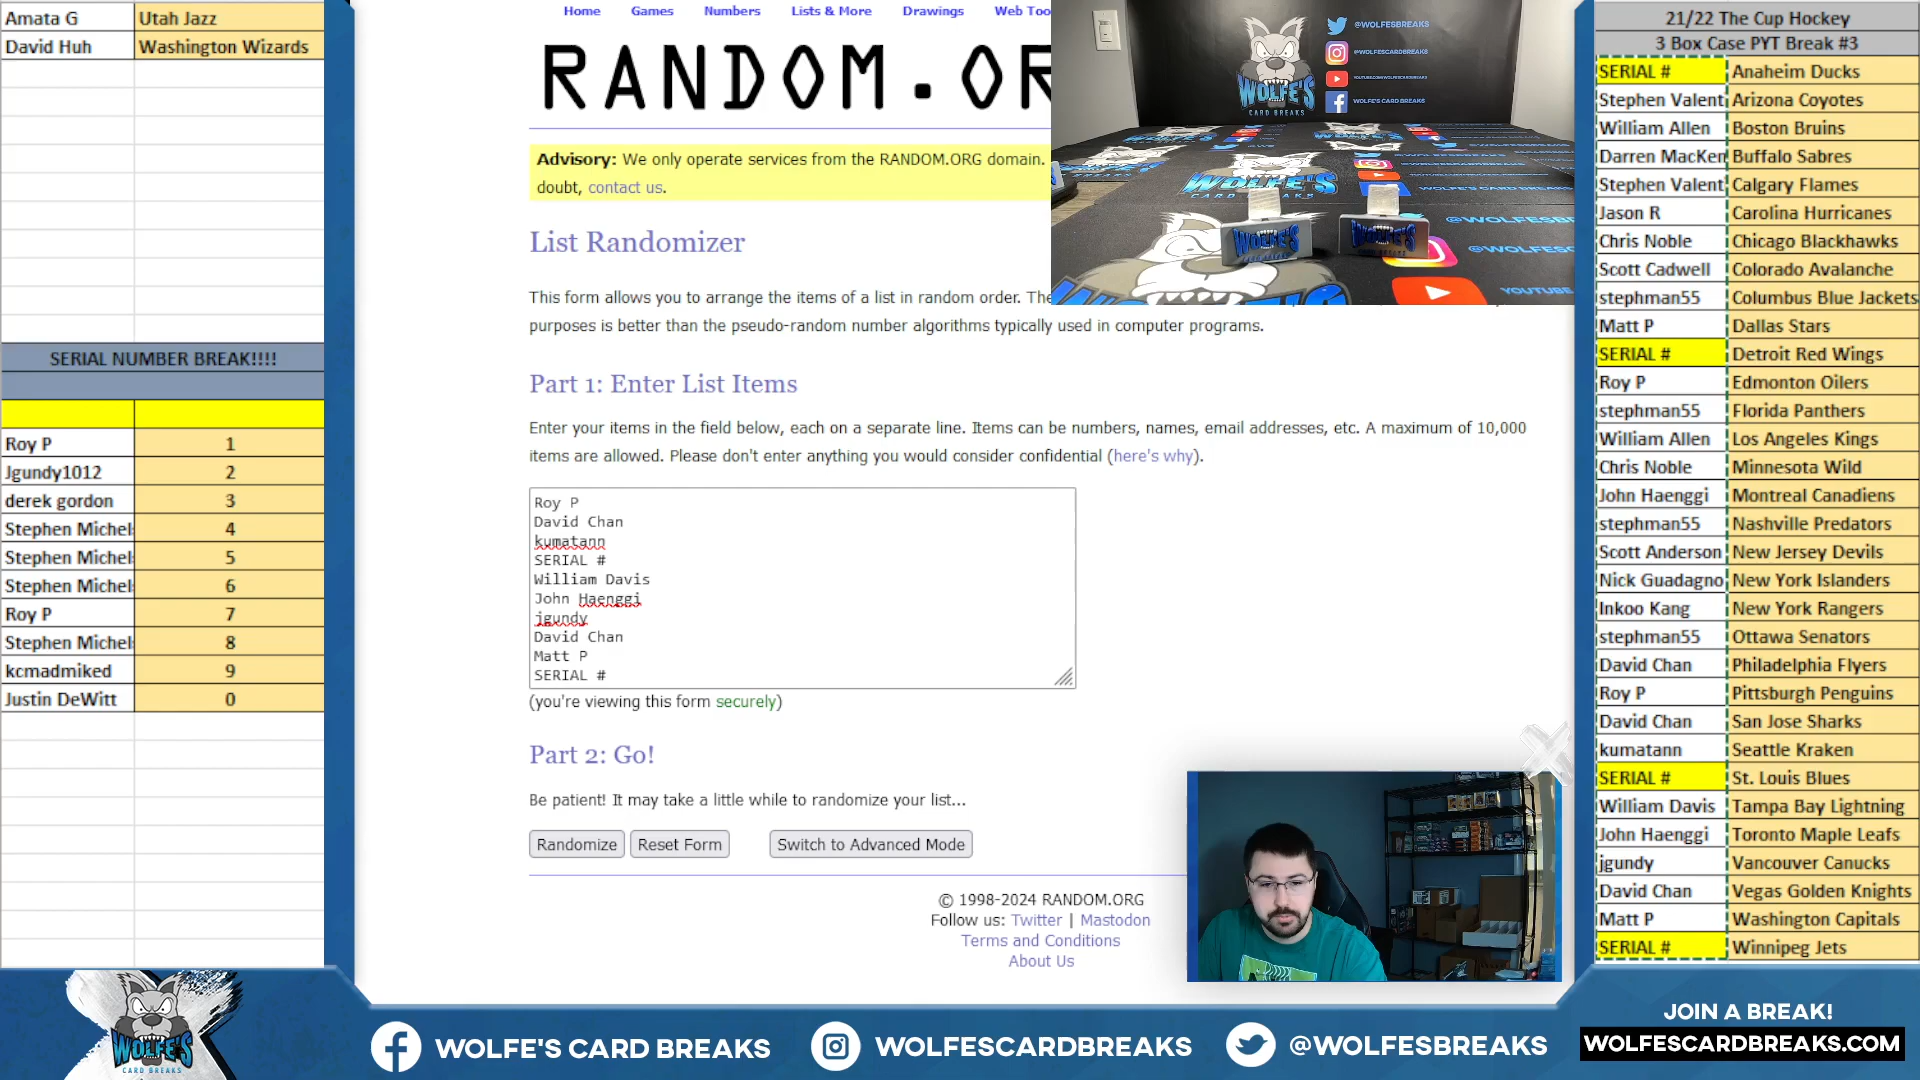 Amata G Utah Jazz
David Huh Washington Wizards
SERIAL NUMBER BREAK!!!!
Roy P 1
Jgundy1012 2
derek gordon 3
Stephen Michel 4
Stephen Michel 5
Stephen Michel 6
Roy P 7
Stephen Michel 8
kcmadmiked 9
Justin DeWitt 0
Home Games Numbers Lists & More Drawings Web Too
RANDOM.OR
Advisory: We only operate services from the RANDOM.ORG domain.
doubt, contact us.
List Randomizer
This form allows you to arrange the items of a list in random order. The
purposes is better than the pseudo-random number algorithms typically used in computer programs.
Part 1: Enter List Items
Enter your items in the field below, each on a separate line. Items can be numbers, names, email addresses, etc. A maximum of 10,000
items are allowed. Please don't enter anything you would consider confidential (here's why).
Roy P
David Chan
kumatann
SERIAL #
William Davis
John Haenggi
jgundy
David Chan
Matt P
SERIAL #
(you're viewing this form securely)
Part 2: Go!
Be patient! It may take a little while to randomize your list...
Randomize Reset Form Switch to Advanced Mode
© 1998-2024 RANDOM.ORG
Follow us: Twitter | Mastodon
Terms and Conditions
About Us
WOLFE'S
CARD BREAKS
@WOLFESBREAKS
@WOLFESCARDBREAKS
YOUTUBE.COM/WOLFESCARDBREAKS
WOLFE'S CARD BREAKS
WOLFE'S
WOLFE'S
WOLFE'S
21/22 The Cup Hockey
3 Box Case PYT Break #3
SERIAL # Anaheim Ducks
Stephen Valent Arizona Coyotes
William Allen Boston Bruins
Darren MacKen Buffalo Sabres
Stephen Valent Calgary Flames
Jason R Carolina Hurricanes
Chris Noble Chicago Blackhawks
Scott Cadwell Colorado Avalanche
stephman55 Columbus Blue Jackets
Matt P Dallas Stars
SERIAL # Detroit Red Wings
Roy P Edmonton Oilers
stephman55 Florida Panthers
William Allen Los Angeles Kings
Chris Noble Minnesota Wild
John Haenggi Montreal Canadiens
stephman55 Nashville Predators
Scott Anderson New Jersey Devils
Nick Guadagno New York Islanders
Inkoo Kang New York Rangers
stephman55 Ottawa Senators
David Chan Philadelphia Flyers
Roy P Pittsburgh Penguins
David Chan San Jose Sharks
kumatann Seattle Kraken
SERIAL # St. Louis Blues
William Davis Tampa Bay Lightning
John Haenggi Toronto Maple Leafs
jgundy Vancouver Canucks
David Chan Vegas Golden Knights
Matt P Washington Capitals
SERIAL # Winnipeg Jets
WOLFE'S
CARD BREAKS
WOLFE'S CARD BREAKS
WOLFESCARDBREAKS
@WOLFESBREAKS
JOIN A BREAK!
WOLFESCARDBREAKS.COM